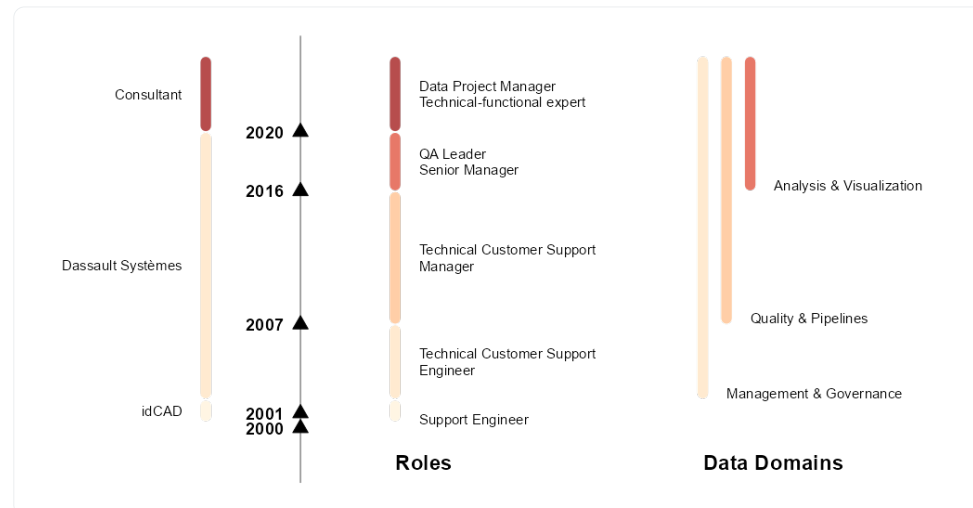 Consultant
Data Project Manager
Technical-functional expert
2020
QA Leader
Senior Manager
2016
Analysis & Visualization
Dassault Systèmes
Technical Customer Support
Manager
2007
Quality & Pipelines
Technical Customer Support
Engineer
Management & Governance
idCAD
2001
Support Engineer
2000
Roles
Data Domains